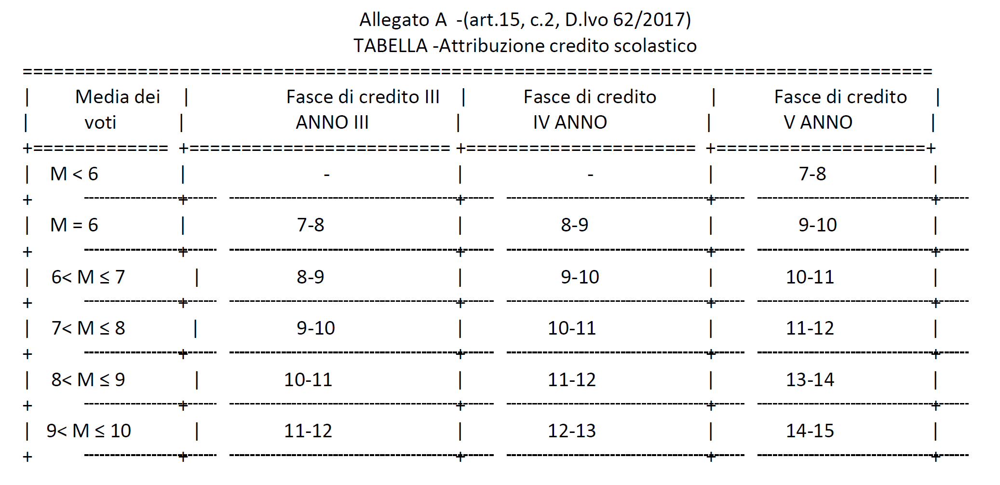 Allegato A -(art.15, c.2, D.lvo 62/2017)
TABELLA -Attribuzione credito scolastico
=======================================================================================
| Media dei | Fasce di credito III | Fasce di credito | Fasce di credito |
| voti | ANNO III | IV ANNO | V ANNO |
+============= +========================= +====================== +====================+
| M < 6 | - | - | 7-8 |
+ --------------------+------ ------------------------------------+------ --------------------------------+------ ----------------------------+------
| M = 6 | 7-8 | 8-9 | 9-10 |
+ --------------------+------ ------------------------------------+------ --------------------------------+------ ----------------------------+------
| 6< M ≤ 7 | 8-9 | 9-10 | 10-11 |
+ --------------------+------ ------------------------------------+------ --------------------------------+------ ----------------------------+------
| 7< M ≤ 8 | 9-10 | 10-11 | 11-12 |
+ --------------------+------ ------------------------------------+------ --------------------------------+------ ----------------------------+------
| 8< M ≤ 9 | 10-11 | 11-12 | 13-14 |
+ --------------------+------ ------------------------------------+------ --------------------------------+------ ----------------------------+------
| 9< M ≤ 10 | 11-12 | 12-13 | 14-15 |
+ --------------------+------ ------------------------------------+------ --------------------------------+------ ----------------------------+------